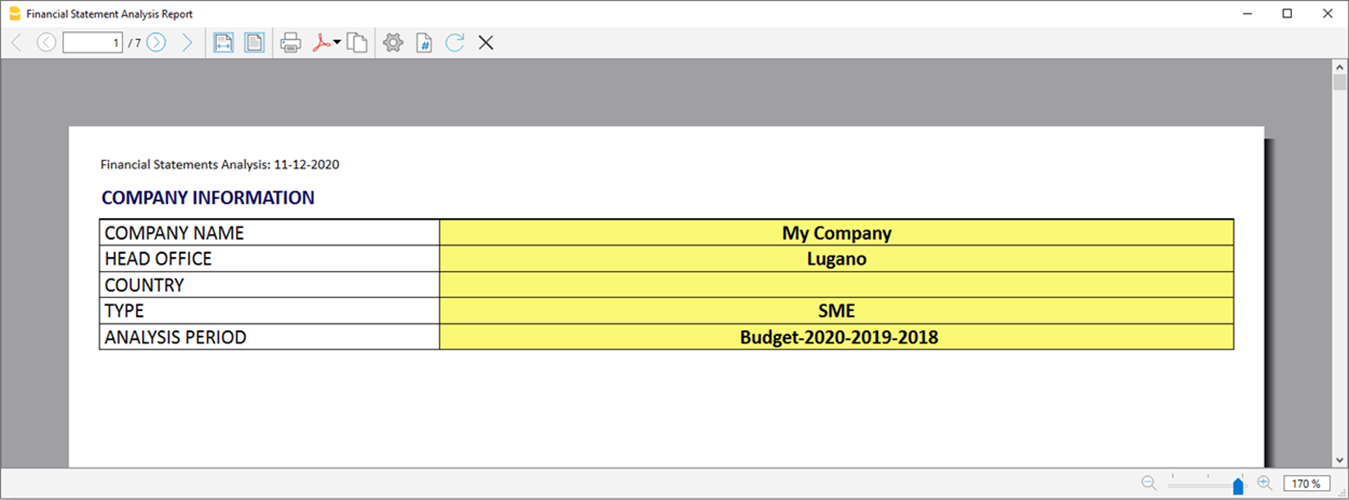 Financial Statement Analysis Report
1 / 7
#
Financial Statements Analysis: 11-12-2020
COMPANY INFORMATION
COMPANY NAME My Company
HEAD OFFICE Lugano
COUNTRY
TYPE SME
ANALYSIS PERIOD Budget-2020-2019-2018
170 %